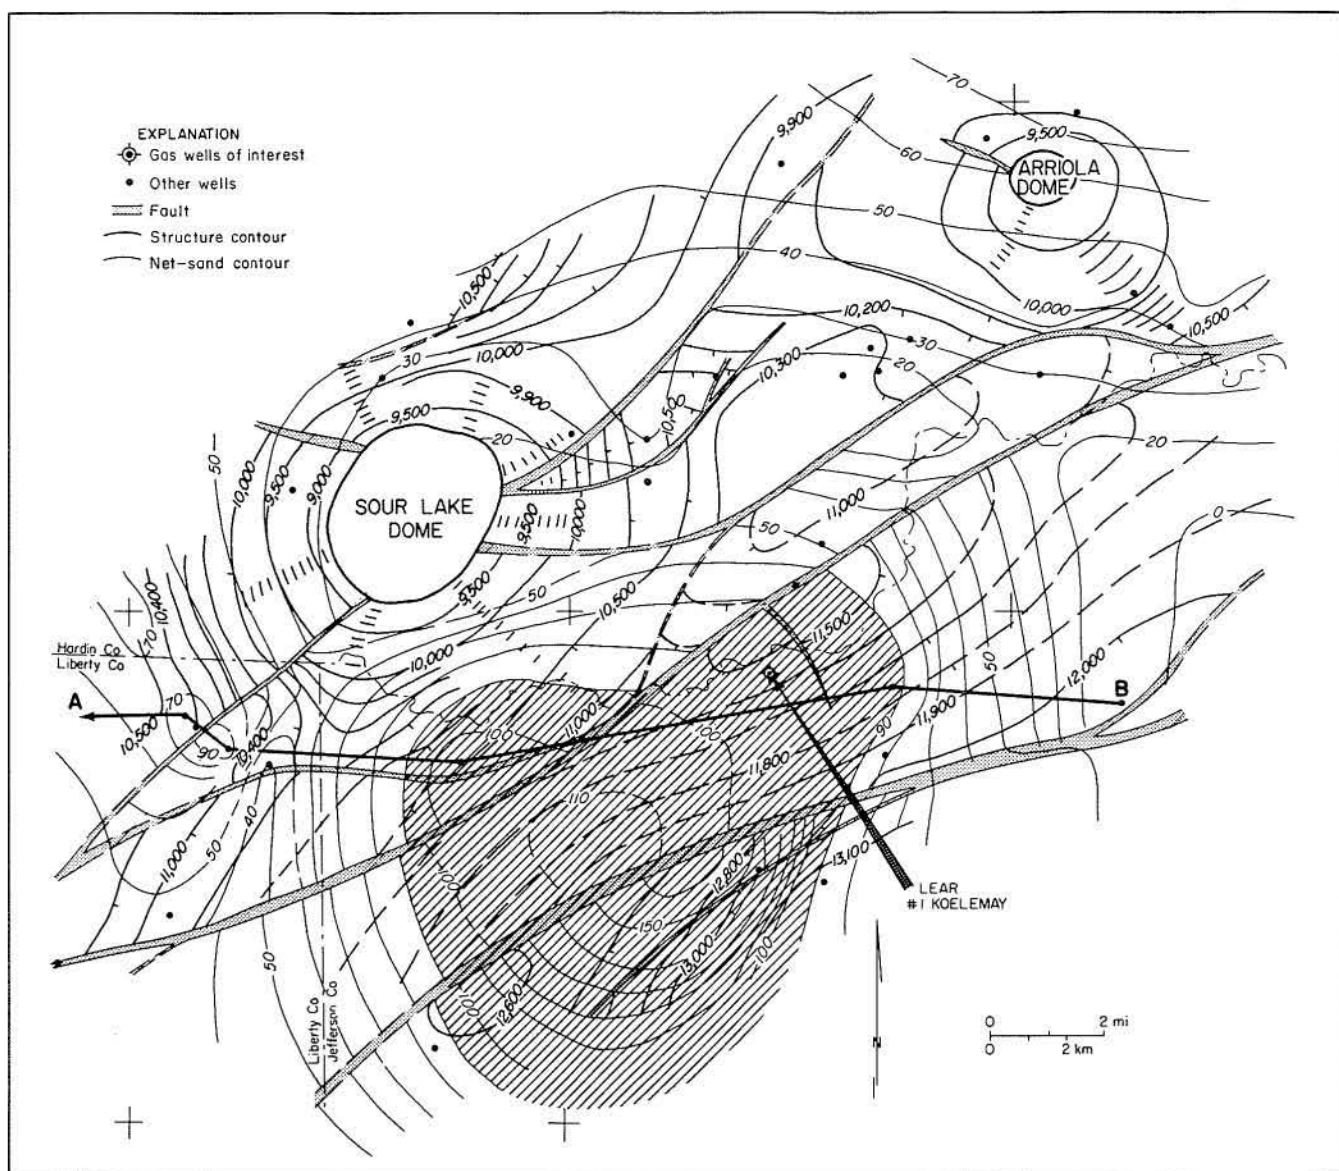 EXPLANATION
Gas wells of interest
Other wells
Fault
Structure contour
Net-sand contour
70
9,900
9,500
60
ARRIOLA
DOME
50
40
10,500
10,000
10,500
10,200
30
10,000
30
10,300
20
9,900
10,500
9,500
20
20
50
10,000
9,500
9,000
SOUR LAKE
DOME
9,500
10,000
50
11,000
0
9,500
50
10,500
10,400
70
11,500
Hardin Co
Liberty Co
10,000
50
12,000
A
70
B
10,500
90
10,400
100
11,000
100
90
11,900
11,800
110
50
40
11,000
12,800
13,100
100
LEAR
#1 KOELEMAY
150
50
13,000
100
100
12,600
Liberty Co
Jefferson Co
N
0 2 mi
0 2 km